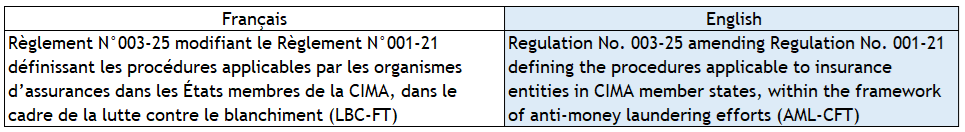 Français
English
Règlement N°003-25 modifiant le Règlement N°001-21
définissant les procédures applicables par les organismes
d’assurances dans les États membres de la CIMA, dans le
cadre de la lutte contre le blanchiment (LBC-FT)
Regulation No. 003-25 amending Regulation No. 001-21
defining the procedures applicable to insurance
entities in CIMA member states, within the framework
of anti-money laundering efforts (AML-CFT)